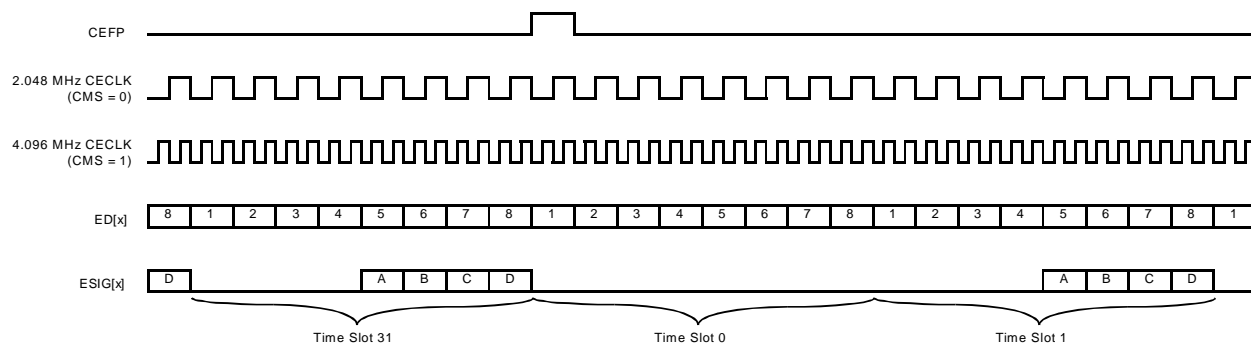 CEFP
2.048 MHz CECLK
(CMS = 0)
4.096 MHz CECLK
(CMS = 1)
ED[x]
8 1 2 3 4 5 6 7 8 1 2 3 4 5 6 7 8 1 2 3 4 5 6 7 8 1
ESIG[x]
D A B C D A B C D
Time Slot 31 Time Slot 0 Time Slot 1